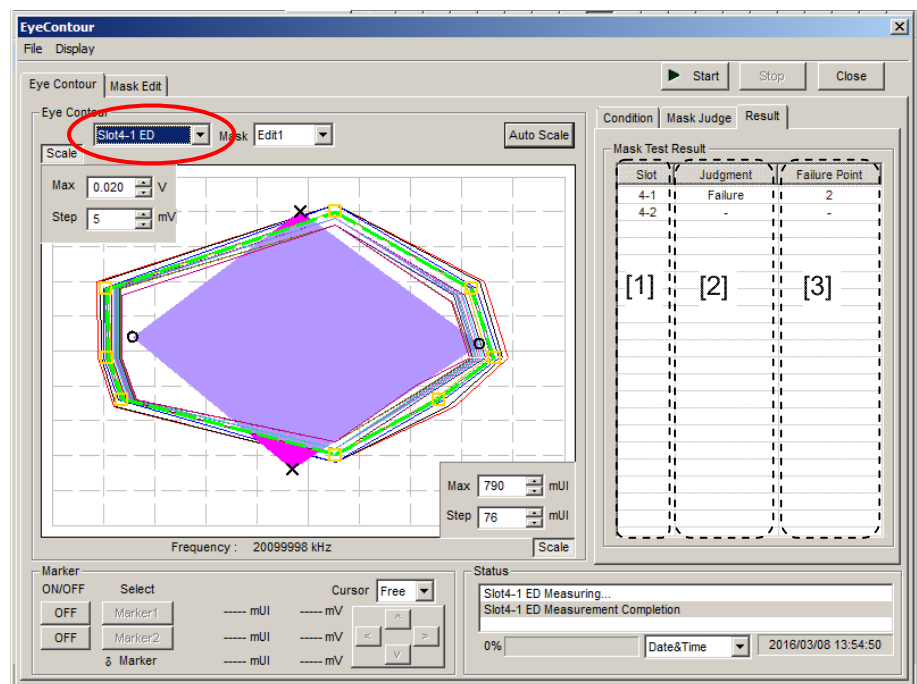 EyeContour
File Display
Start Stop Close
Eye Contour Mask Edit
Eye Contour
Slot4-1 ED Mask Edit1 Auto Scale
Scale
Max 0.020 V
Step 5 mV
Max 790 mUI
Step 76 mUI
Frequency : 20099998 kHz Scale
Condition Mask Judge Result
Mask Test Result
Slot Judgment Failure Point
4-1 Failure 2
4-2 - -
[1] [2] [3]
Marker
ON/OFF Select Cursor Free
OFF Marker1 ----- mUI ----- mV
OFF Marker2 ----- mUI ----- mV
δ Marker ----- mUI ----- mV
Status
Slot4-1 ED Measuring...
Slot4-1 ED Measurement Completion
0% Date&Time 2016/03/08 13:54:50